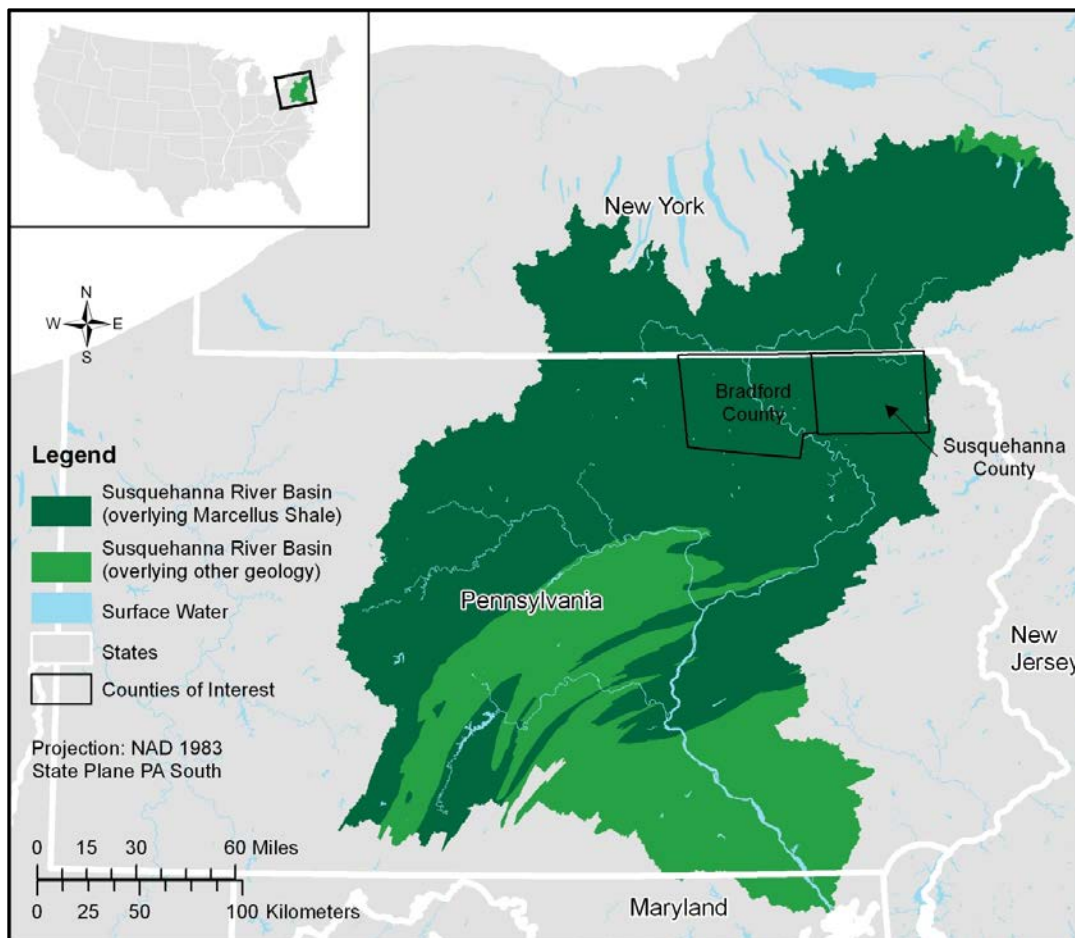 New York
N
W E
S
Bradford
County
Susquehanna
County
Legend
Susquehanna River Basin
(overlying Marcellus Shale)
Susquehanna River Basin
(overlying other geology)
Surface Water
States
Counties of Interest
Pennsylvania
New
Jersey
Projection: NAD 1983
State Plane PA South
0 15 30 60 Miles
0 25 50 100 Kilometers
Maryland